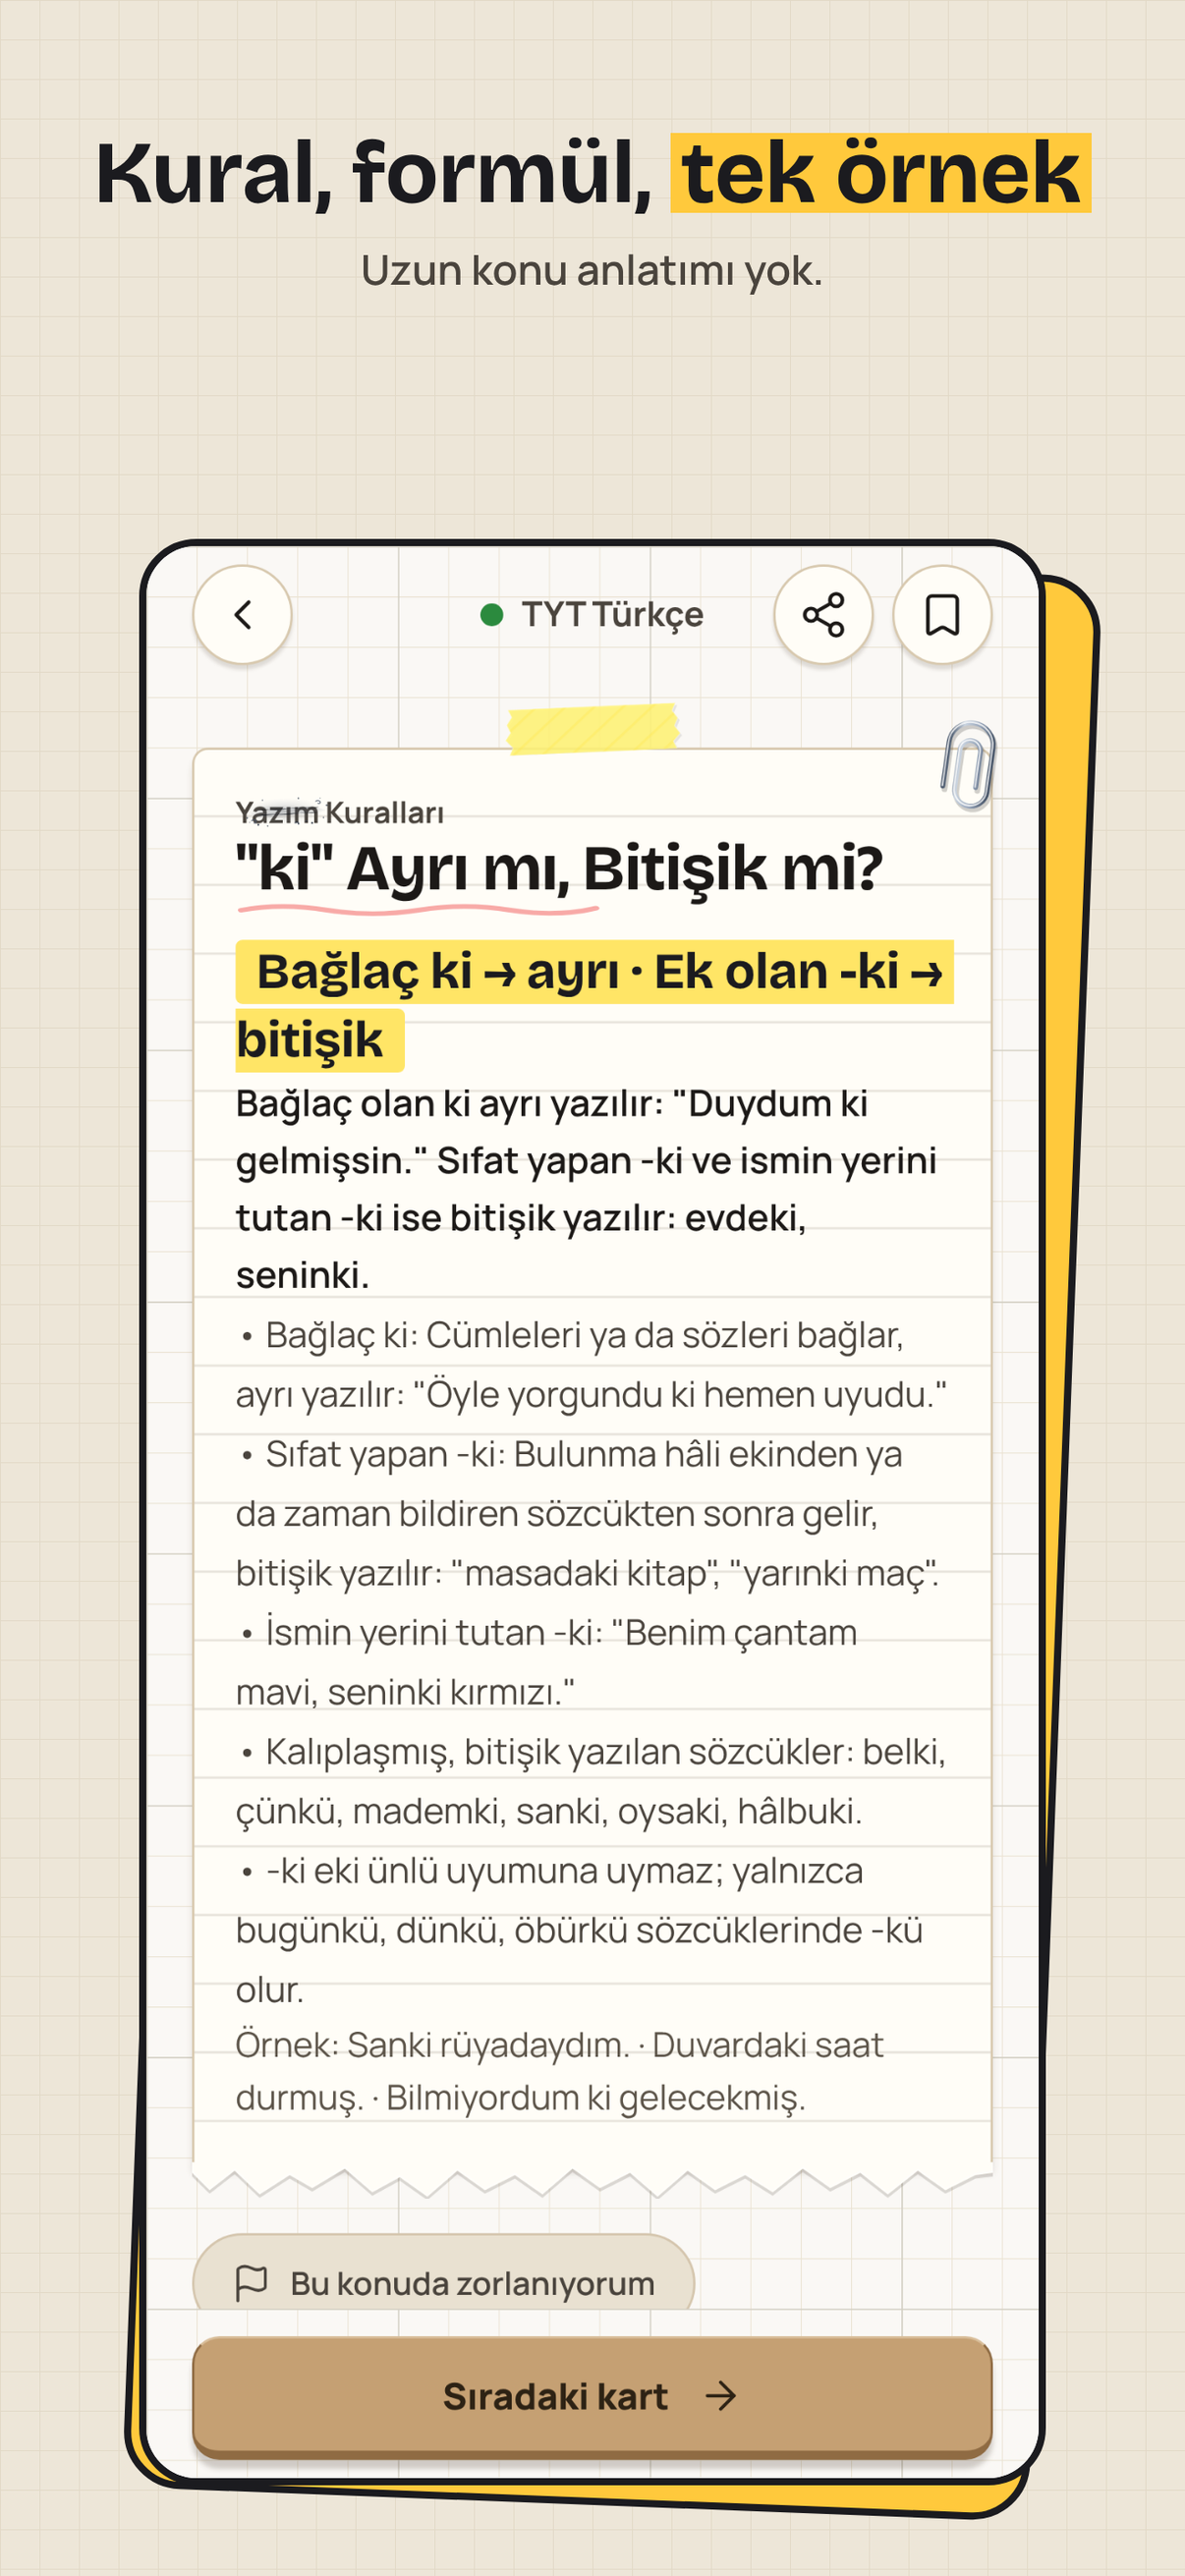 Kural, formül, tek örnek
Uzun konu anlatımı yok.
TYT Türkçe
Yazım Kuralları
"ki" Ayrı mı, Bitişik mi?
Bağlaç ki → ayrı · Ek olan -ki →
bitişik
Bağlaç olan ki ayrı yazılır: "Duydum ki
gelmişsin." Sıfat yapan -ki ve ismin yerini
tutan -ki ise bitişik yazılır: evdeki,
seninki.
• Bağlaç ki: Cümleleri ya da sözleri bağlar,
ayrı yazılır: "Öyle yorgundu ki hemen uyudu."
• Sıfat yapan -ki: Bulunma hâli ekinden ya
da zaman bildiren sözcükten sonra gelir,
bitişik yazılır: "masadaki kitap", "yarınki maç".
• İsmin yerini tutan -ki: "Benim çantam
mavi, seninki kırmızı."
• Kalıplaşmış, bitişik yazılan sözcükler: belki,
çünkü, mademki, sanki, oysaki, hâlbuki.
• -ki eki ünlü uyumuna uymaz; yalnızca
bugünkü, dünkü, öbürkü sözcüklerinde -kü
olur.
Örnek: Sanki rüyadaydım. · Duvardaki saat
durmuş. · Bilmiyordum ki gelecekmiş.
Bu konuda zorlanıyorum
Sıradaki kart →